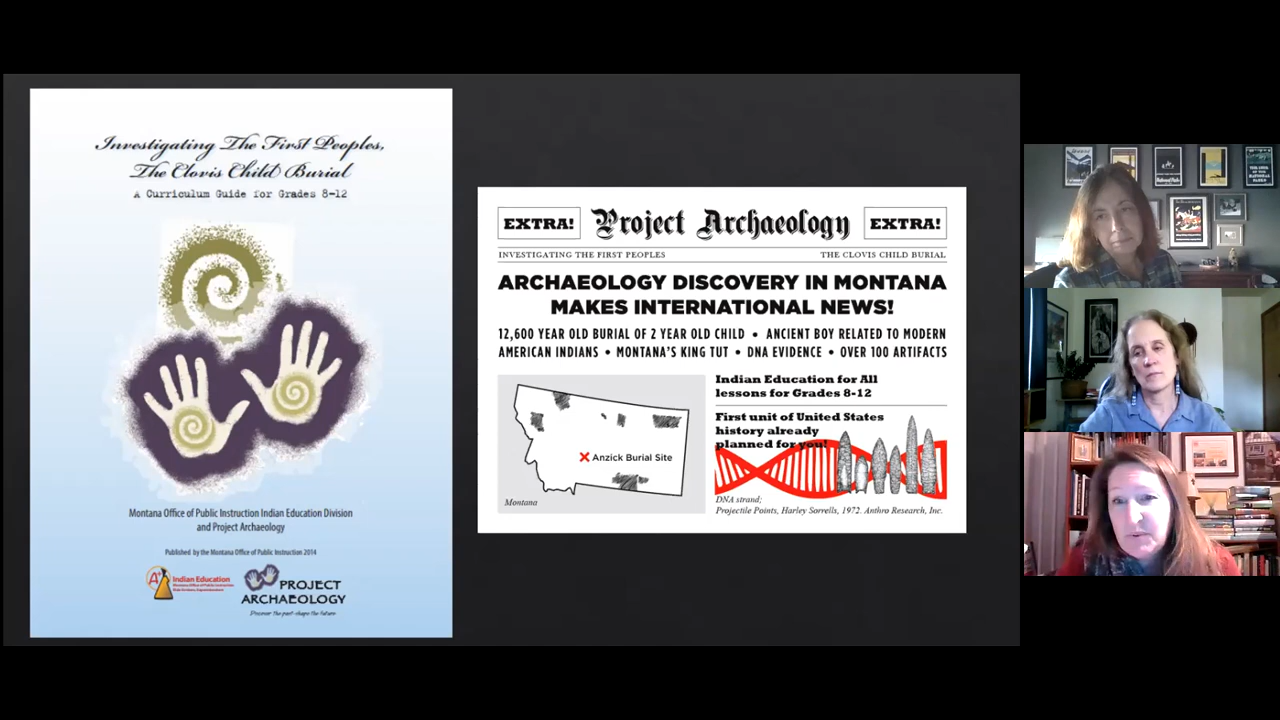 Investigating The First Peoples,
The Clovis Child Burial
A Curriculum Guide for Grades 8-12
Montana Office of Public Instruction Indian Education Division
and Project Archaeology
Published by the Montana Office of Public Instruction 2014
Indian Education
PROJECT
ARCHAEOLOGY
Discover the past - shape the future
EXTRA! Project Archaeology EXTRA!
INVESTIGATING THE FIRST PEOPLES THE CLOVIS CHILD BURIAL
ARCHAEOLOGY DISCOVERY IN MONTANA
MAKES INTERNATIONAL NEWS!
12,600 YEAR OLD BURIAL OF 2 YEAR OLD CHILD • ANCIENT BOY RELATED TO MODERN
AMERICAN INDIANS • MONTANA'S KING TUT • DNA EVIDENCE • OVER 100 ARTIFACTS
Indian Education for All
lessons for Grades 8-12
First unit of United States
history already
planned for you!
Anzick Burial Site
Montana
DNA strand;
Projectile Points, Harley Sorrells, 1972. Anthro Research, Inc.